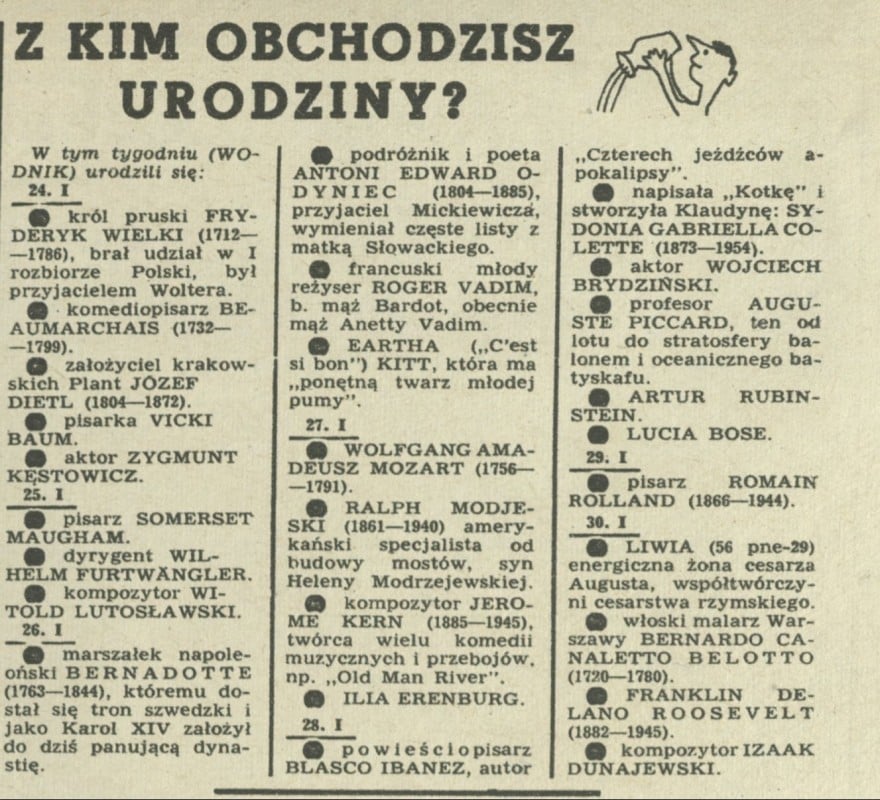 Z KIM OBCHODZISZ
URODZINY?
W tym tygodniu (WO-
DNIK) urodzili się:
24. I
● król pruski FRY-
DERYK WIELKI (1712—
—1786), brał udział w I
rozbiorze Polski, był
przyjacielem Woltera.
● komediopisarz BE-
AUMARCHAIS (1732—
—1799).
● założyciel krakow-
skich Plant JÓZEF
DIETL (1804—1872).
● pisarka VICKI
BAUM.
● aktor ZYGMUNT
KĘSTOWICZ.
25. I
● pisarz SOMERSET
MAUGHAM.
● dyrygent WIL-
HELM FURTWÄNGLER.
● kompozytor WI-
TOLD LUTOSŁAWSKI.
26. I
● marszałek napole-
oński BERNADOTTE
(1763—1844), któremu do-
stał się tron szwedzki i
jako Karol XIV założył
do dziś panującą dyna-
stię.
● podróżnik i poeta
ANTONI EDWARD O-
DYNIEC (1804—1885),
przyjaciel Mickiewicza,
wymieniał częste listy z
matką Słowackiego.
● francuski młody
reżyser ROGER VADIM,
b. mąż Bardot, obecnie
mąż Anetty Vadim.
● EARTHA („C'est
si bon") KITT, która ma
„ponętną twarz młodej
pumy".
27. I
● WOLFGANG AMA-
DEUSZ MOZART (1756—
—1791).
● RALPH MODJE-
SKI (1861—1940) amery-
kański specjalista od
budowy mostów, syn
Heleny Modrzejewskiej.
● kompozytor JERO-
ME KERN (1885—1945),
twórca wielu komedii
muzycznych i przebojów,
np. „Old Man River".
● ILIA ERENBURG.
28. I
● powieściopisarz
BLASCO IBANEZ, autor
„Czterech jeźdźców a-
pokalipsy".
● napisała „Kotkę" i
stworzyła Klaudynę: SY-
DONIA GABRIELLA CO-
LETTE (1873—1954).
● aktor WOJCIECH
BRYDZIŃSKI.
● profesor AUGU-
STE PICCARD, ten od
lotu do stratosfery ba-
lonem i oceanicznego ba-
tyskafu.
● ARTUR RUBIN-
STEIN.
● LUCIA BOSE.
29. I
● pisarz ROMAIN
ROLLAND (1866—1944).
30. I
● LIWIA (56 pne-29)
energiczna żona cesarza
Augusta, współtwórczy-
ni cesarstwa rzymskiego.
● włoski malarz War-
szawy BERNARDO CA-
NALETTO BELOTTO
(1720—1780).
● FRANKLIN DE-
LANO ROOSEVELT
(1882—1945).
● kompozytor IZAAK
DUNAJEWSKI.